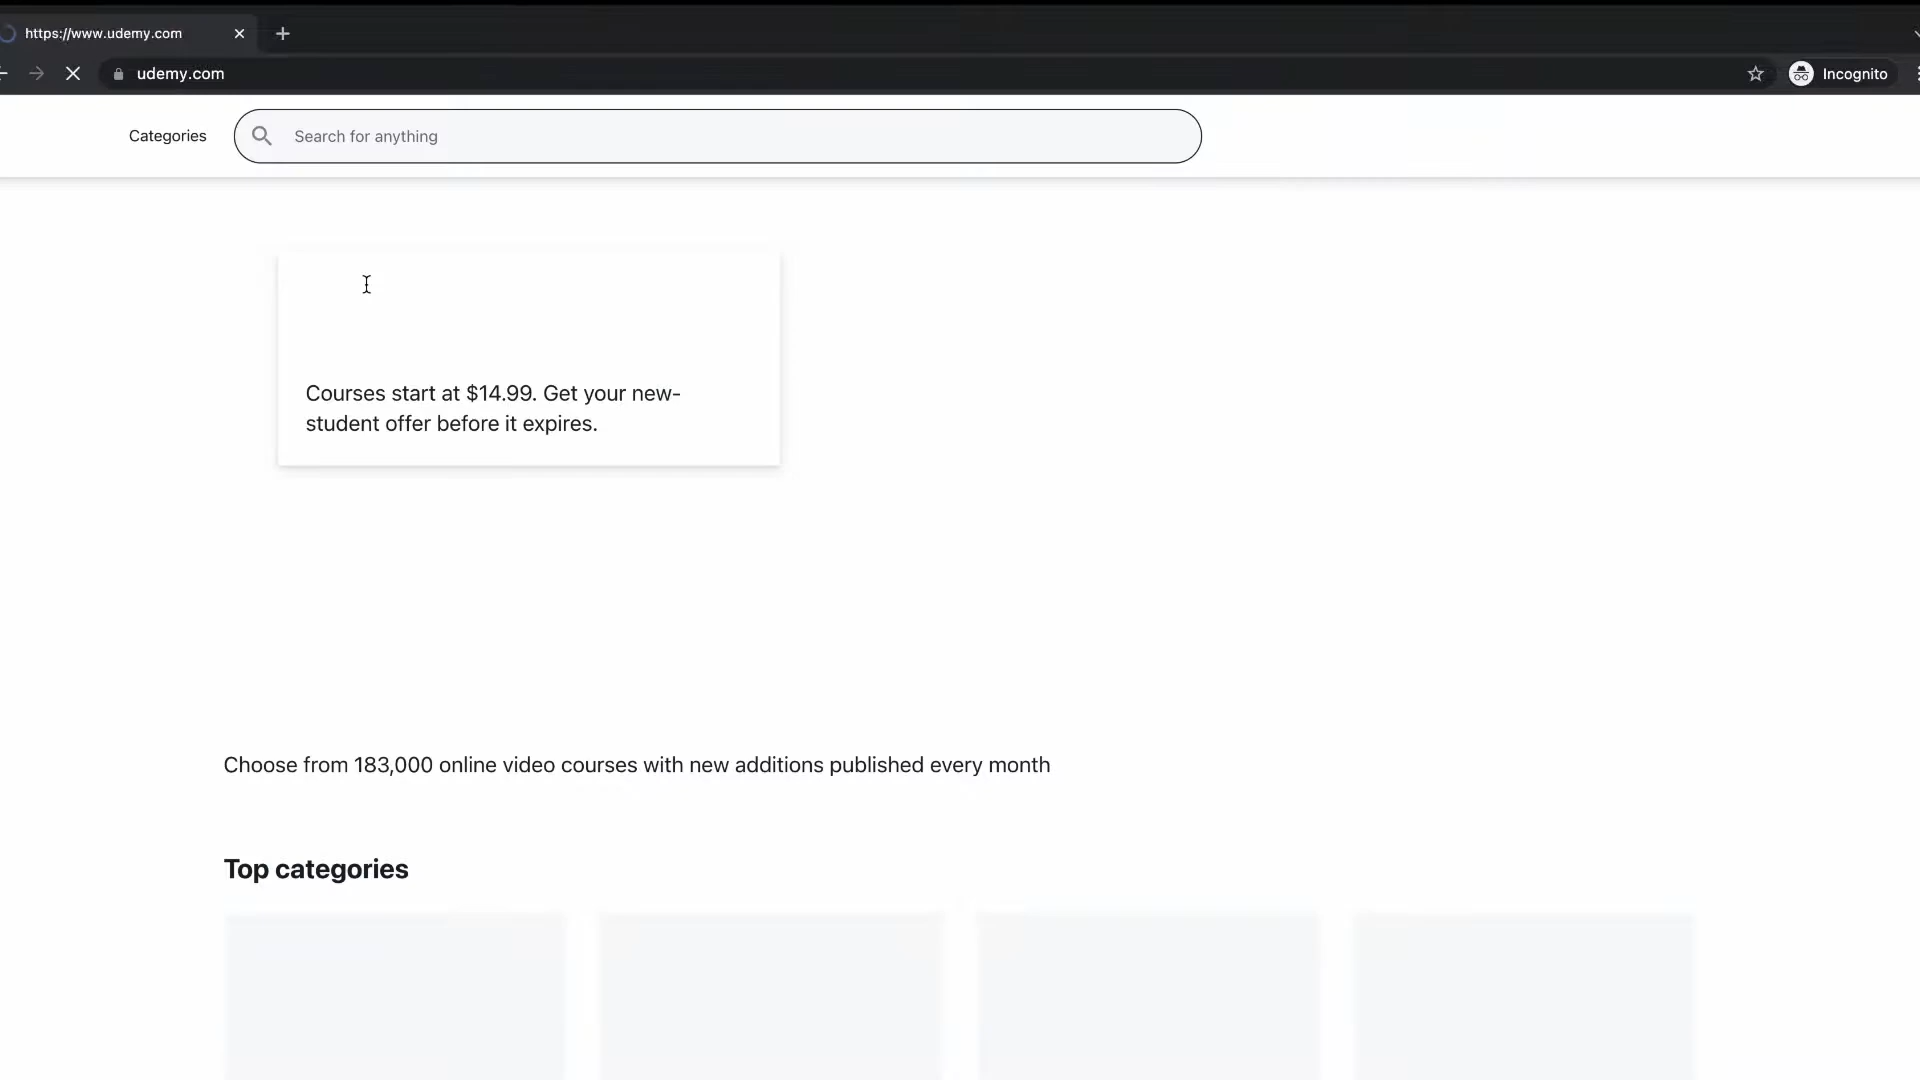 https://www.udemy.com
udemy.com
Incognito
Categories
Search for anything
Courses start at $14.99. Get your new-
student offer before it expires.
Choose from 183,000 online video courses with new additions published every month
Top categories